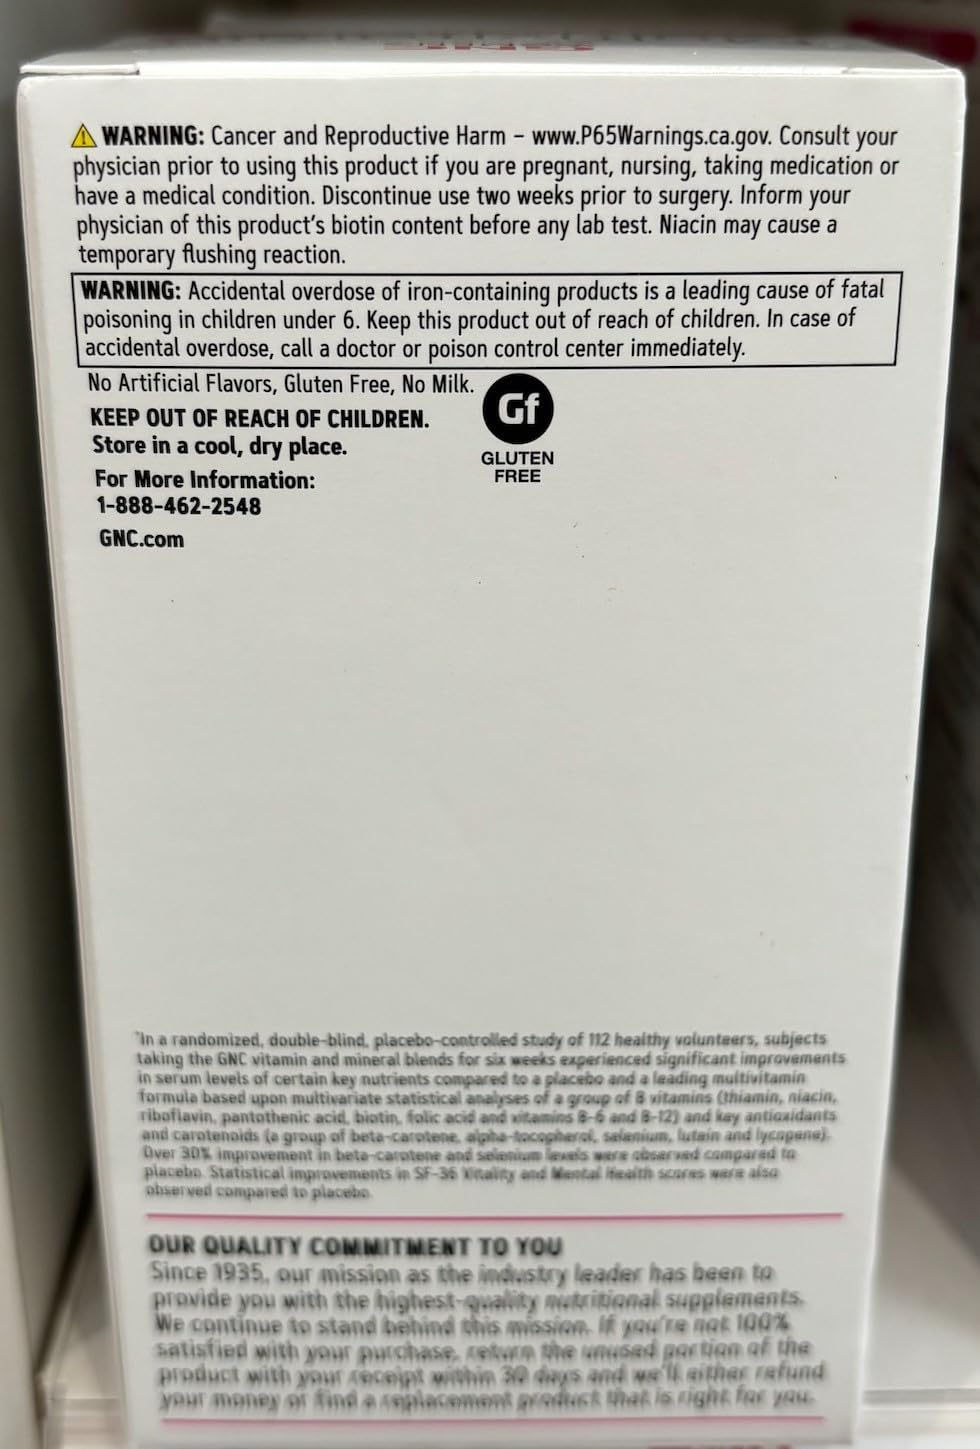 WARNING: Cancer and Reproductive Harm – www.P65Warnings.ca.gov. Consult your
physician prior to using this product if you are pregnant, nursing, taking medication or
have a medical condition. Discontinue use two weeks prior to surgery. Inform your
physician of this product's biotin content before any lab test. Niacin may cause a
temporary flushing reaction.
WARNING: Accidental overdose of iron-containing products is a leading cause of fatal
poisoning in children under 6. Keep this product out of reach of children. In case of
accidental overdose, call a doctor or poison control center immediately.
No Artificial Flavors, Gluten Free, No Milk.
Gf
GLUTEN
FREE
KEEP OUT OF REACH OF CHILDREN.
Store in a cool, dry place.
For More Information:
1-888-462-2548
GNC.com
*In a randomized, double-blind, placebo-controlled study of 112 healthy volunteers, subjects
taking the GNC vitamin and mineral blends for six weeks experienced significant improvements
in serum levels of certain key nutrients compared to a placebo and a leading multivitamin
formula based upon multivariate statistical analyses of a group of B vitamins (thiamin, niacin,
riboflavin, pantothenic acid, biotin, folic acid and vitamins B-6 and B-12) and key antioxidants
and carotenoids (a group of beta-carotene, alpha-tocopherol, selenium, lutein and lycopene).
Over 30% improvement in beta-carotene and selenium levels were observed compared to
placebo. Statistical improvements in SF-36 Vitality and Mental Health scores were also
observed compared to placebo.
OUR QUALITY COMMITMENT TO YOU
Since 1935, our mission as the industry leader has been to
provide you with the highest-quality nutritional supplements.
We continue to stand behind this mission. If you're not 100%
satisfied with your purchase, return the unused portion of the
product with your receipt within 30 days and we'll either refund
your money or find a replacement product that is right for you.